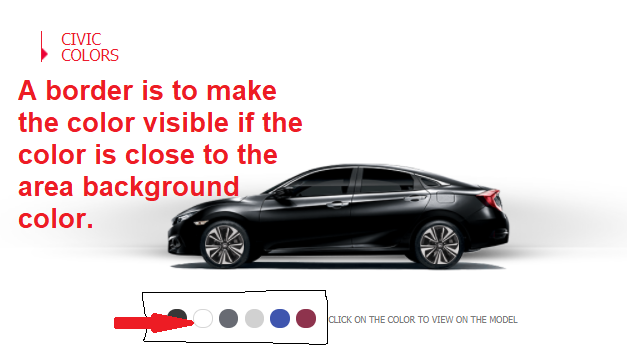 CIVIC
COLORS
A border is to make
the color visible if the
color is close to the
area background
color.
CLICK ON THE COLOR TO VIEW ON THE MODEL